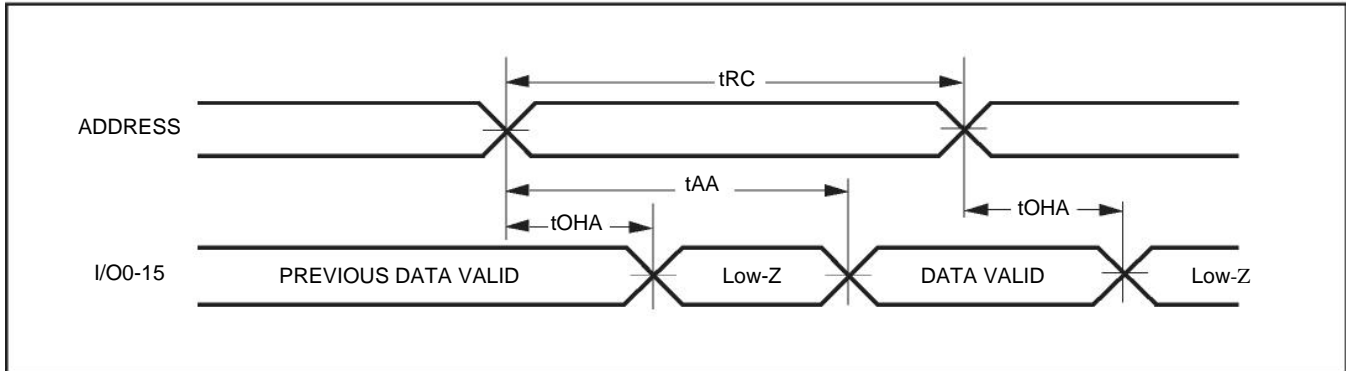 tRC
ADDRESS
tAA
tOHA
tOHA
I/O0-15
PREVIOUS DATA VALID
Low-Z
DATA VALID
Low-Z